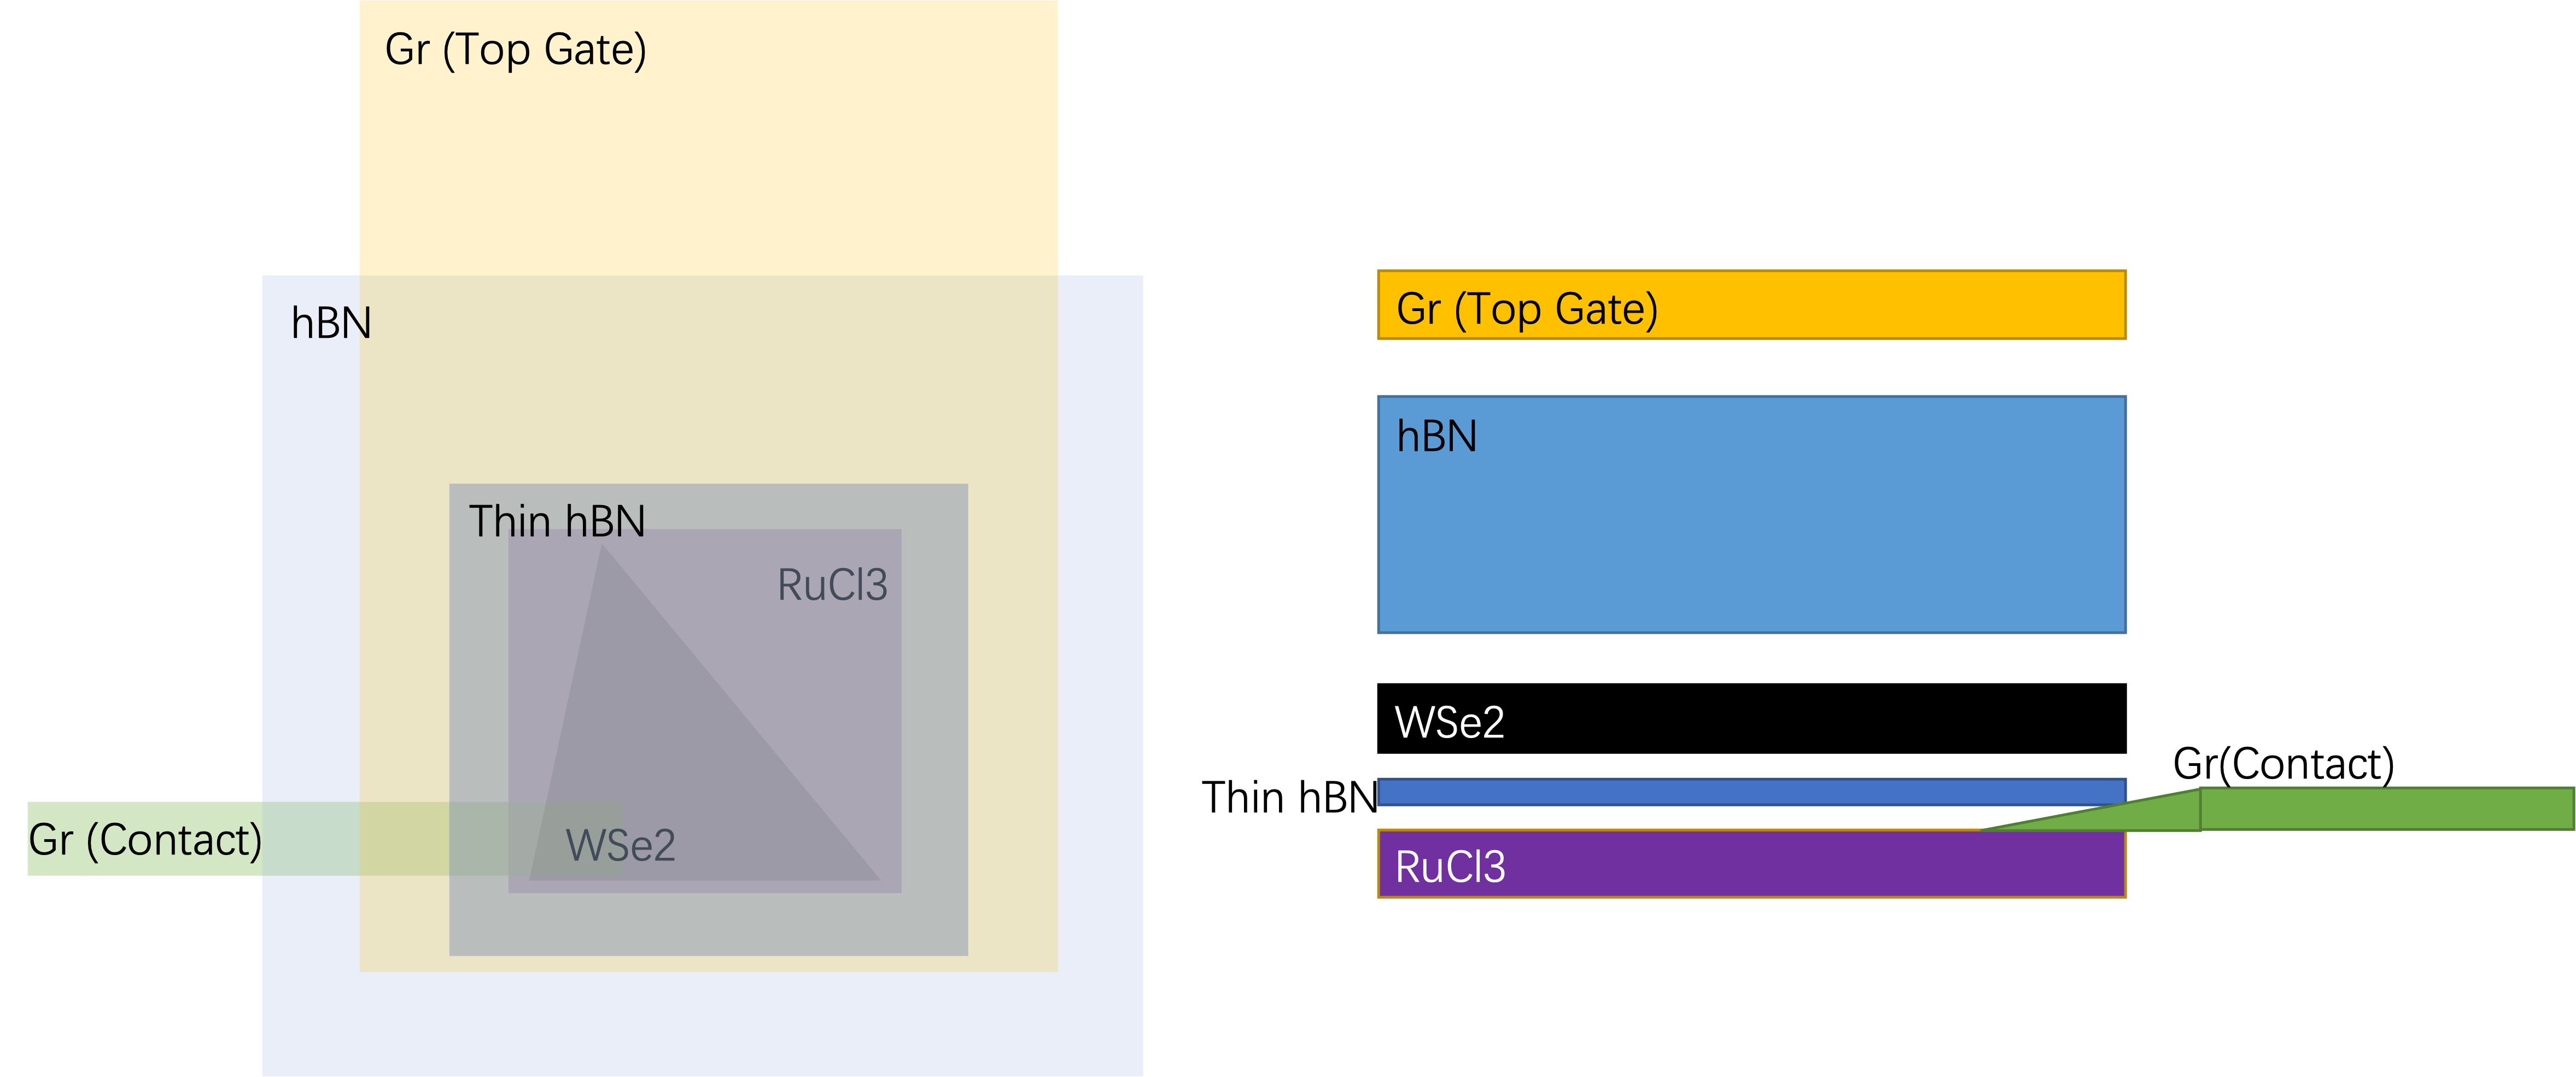 Gr (Top Gate)
hBN
Thin hBN
RuCl3
Gr (Contact)
WSe2
Gr (Top Gate)
hBN
WSe2
Gr(Contact)
Thin hBN
RuCl3